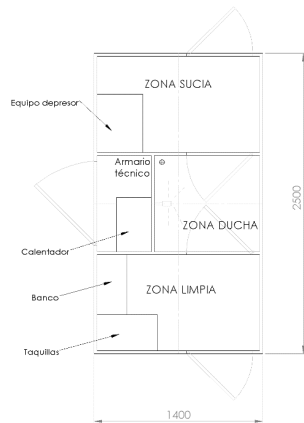 ZONA SUCIA
Equipo depresor
Armario
técnico
ZONA DUCHA
Calentador
Banco
ZONA LIMPIA
Taquillas
2500
1400